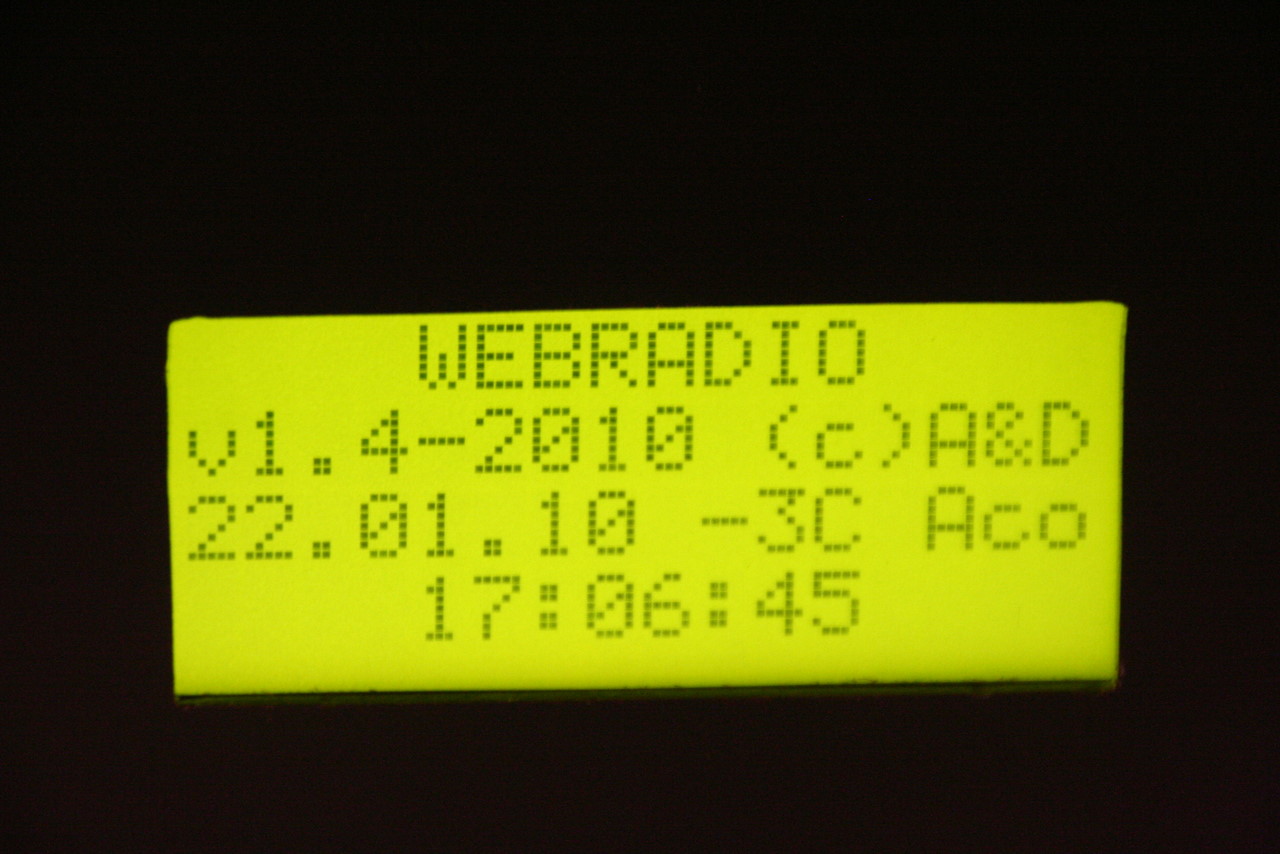 WEBRADIO
v1.4-2010 (c)A&D
22.01.10 -3C Aco
17:06:45